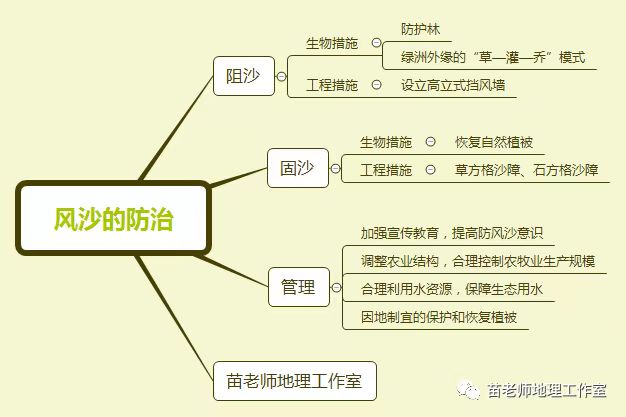 防护林
生物措施
绿洲外缘的“草—灌—乔”模式
阻沙
工程措施
设立高立式挡风墙
生物措施
恢复自然植被
固沙
工程措施
草方格沙障、石方格沙障
风沙的防治
加强宣传教育，提高防风沙意识
调整农业结构，合理控制农牧业生产规模
管理
合理利用水资源，保障生态用水
因地制宜的保护和恢复植被
苗老师地理工作室
苗老师地理工作室